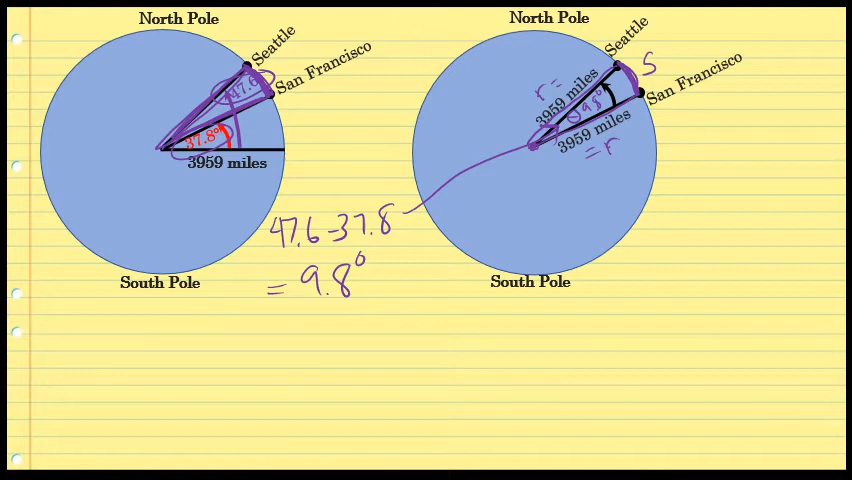 North Pole
Seattle
San Francisco
47.6
37.8°
3959 miles
South Pole
North Pole
Seattle
San Francisco
S
r =
3959 miles
9.8°
3959 miles
= r
South Pole
47.6 - 37.8
= 9.8°